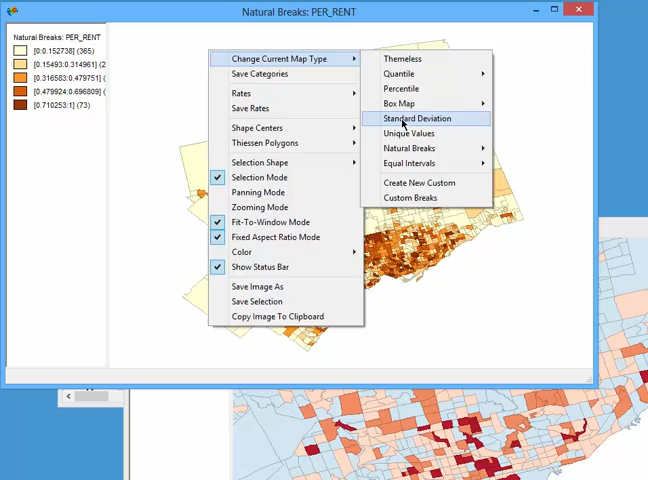 Natural Breaks: PER_RENT
Natural Breaks: PER_RENT
[0:0.152738] (365)
[0.15493:0.314961] (2
[0.316583:0.479751] (
[0.479924:0.696809] (
[0.710253:1] (73)
Change Current Map Type
Save Categories
Rates
Save Rates
Shape Centers
Thiessen Polygons
Selection Shape
Selection Mode
Panning Mode
Zooming Mode
Fit-To-Window Mode
Fixed Aspect Ratio Mode
Color
Show Status Bar
Save Image As
Save Selection
Copy Image To Clipboard
Themeless
Quantile
Percentile
Box Map
Standard Deviation
Unique Values
Natural Breaks
Equal Intervals
Create New Custom
Custom Breaks